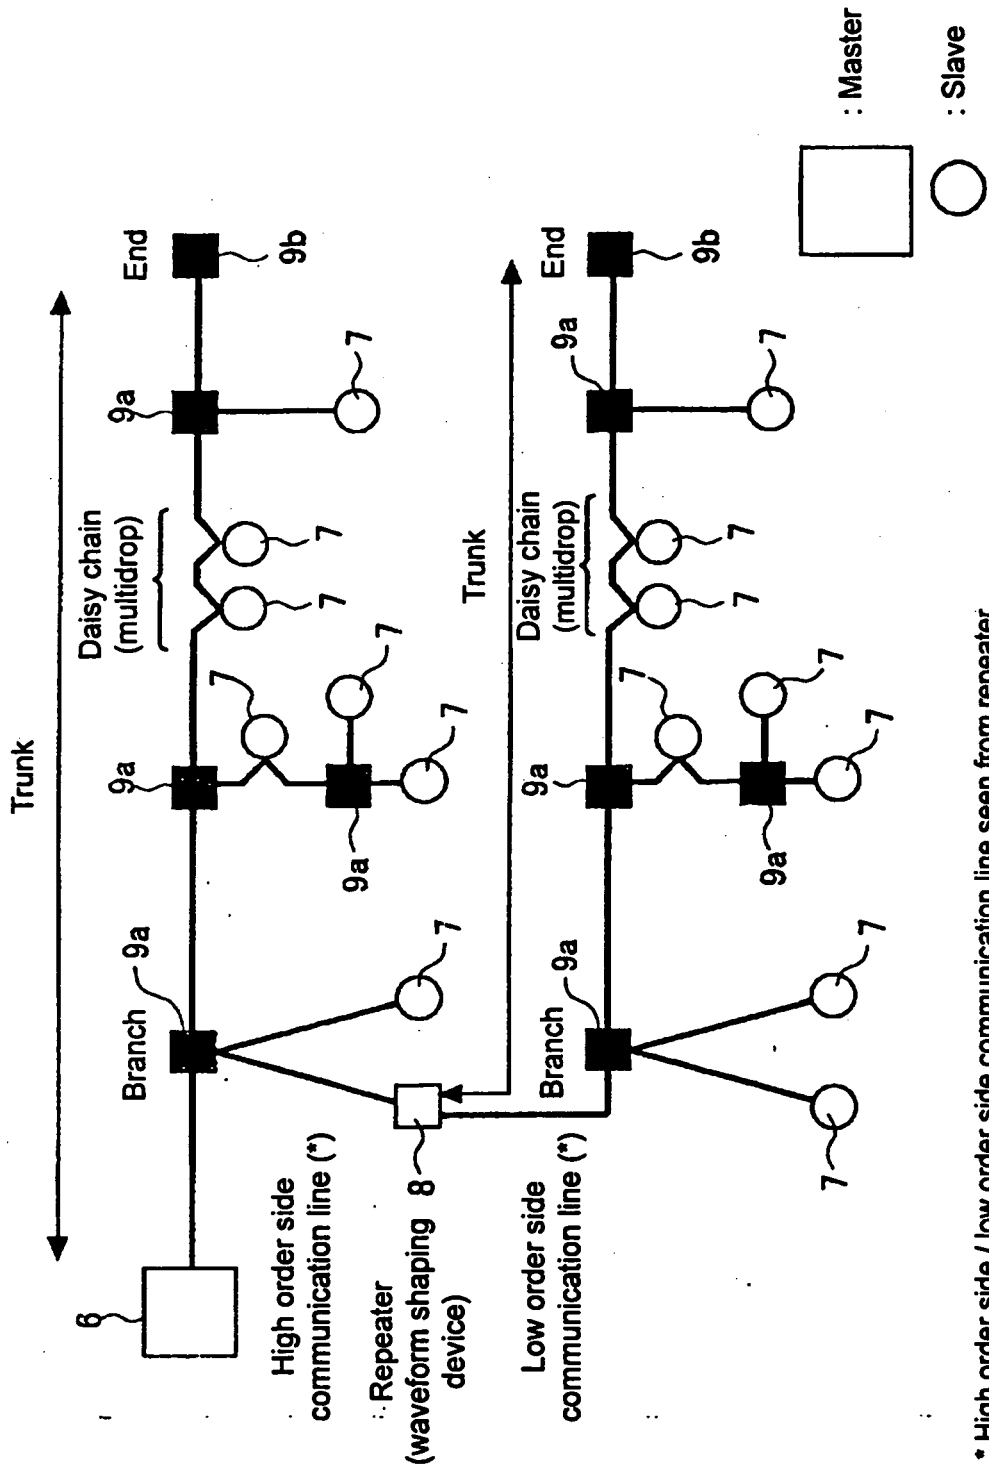 Trunk
6
Branch
9a
9a
Daisy chain
(multidrop)
9a
End
9b
7
7
7
7
7
7
9a
7
High order side
communication line (*)
Repeater
(waveform shaping
device)
8
Trunk
Low order side
communication line (*)
Branch
9a
9a
Daisy chain
(multidrop)
9a
End
9b
7
7
7
7
7
7
7
9a
7
: Master
: Slave
* High order side / low order side communication line seen from repeater